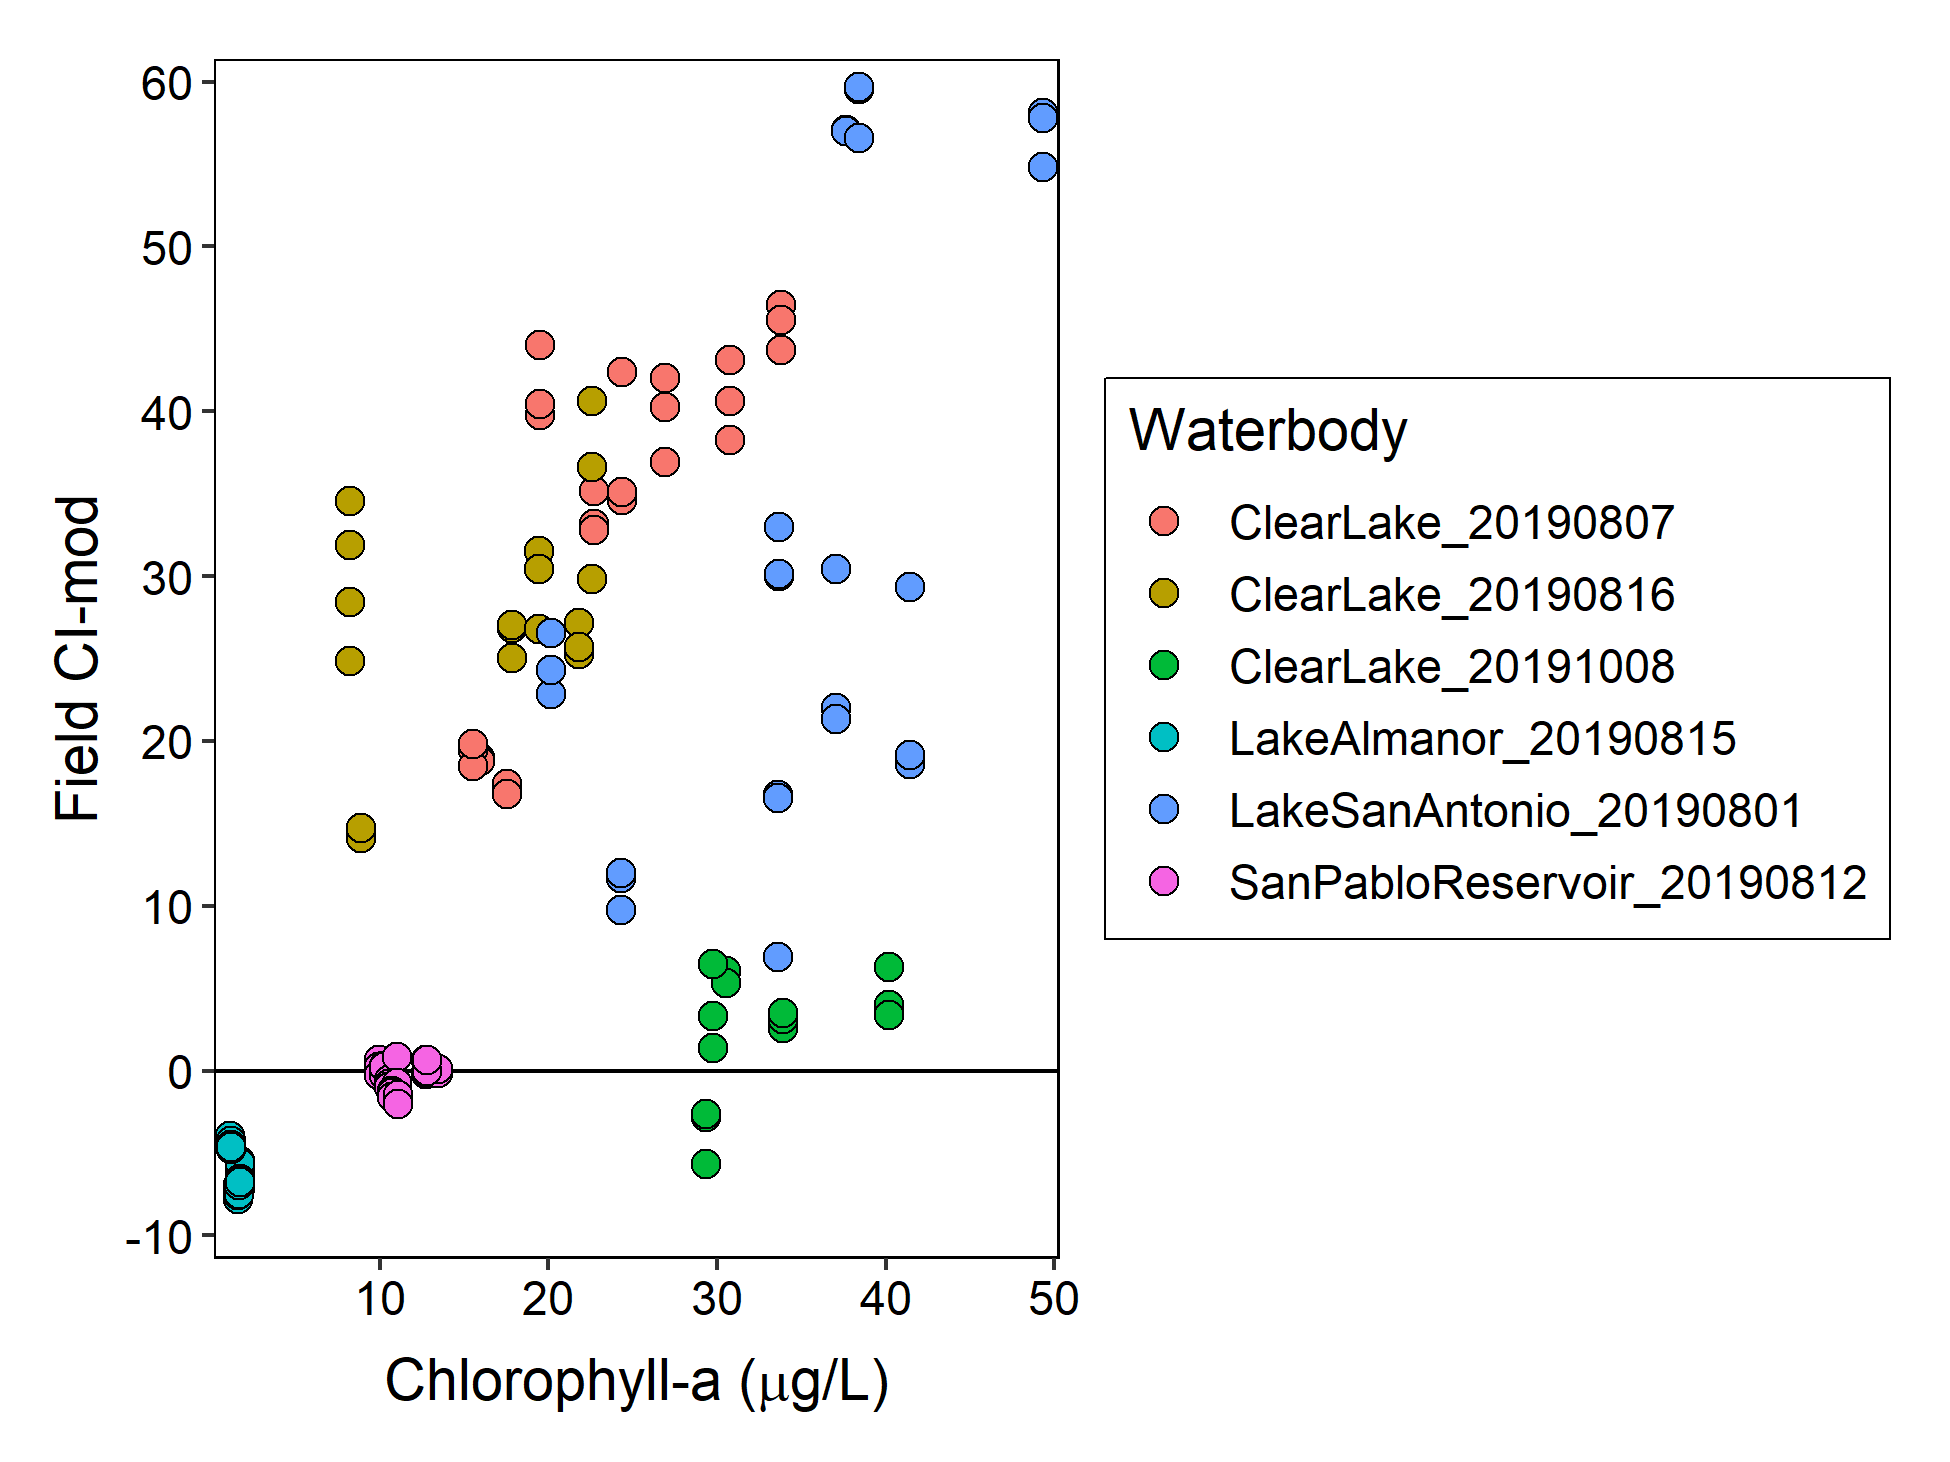 60
50
40
30
20
10
0
-10
Field CI-mod
10 20 30 40 50
Chlorophyll-a (μg/L)
Waterbody
ClearLake_20190807
ClearLake_20190816
ClearLake_20191008
LakeAlmanor_20190815
LakeSanAntonio_20190801
SanPabloReservoir_20190812